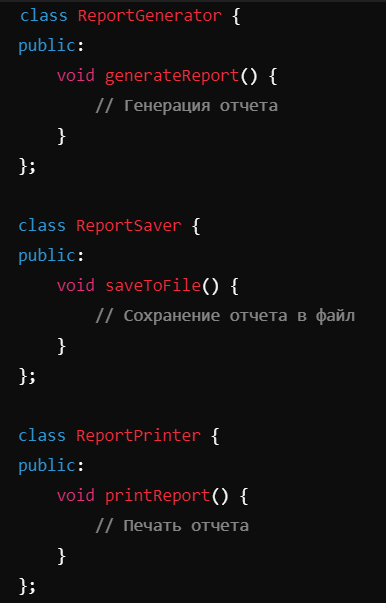 class ReportGenerator {
public:
    void generateReport() {
        // Генерация отчета
    }
};

class ReportSaver {
public:
    void saveToFile() {
        // Сохранение отчета в файл
    }
};

class ReportPrinter {
public:
    void printReport() {
        // Печать отчета
    }
};